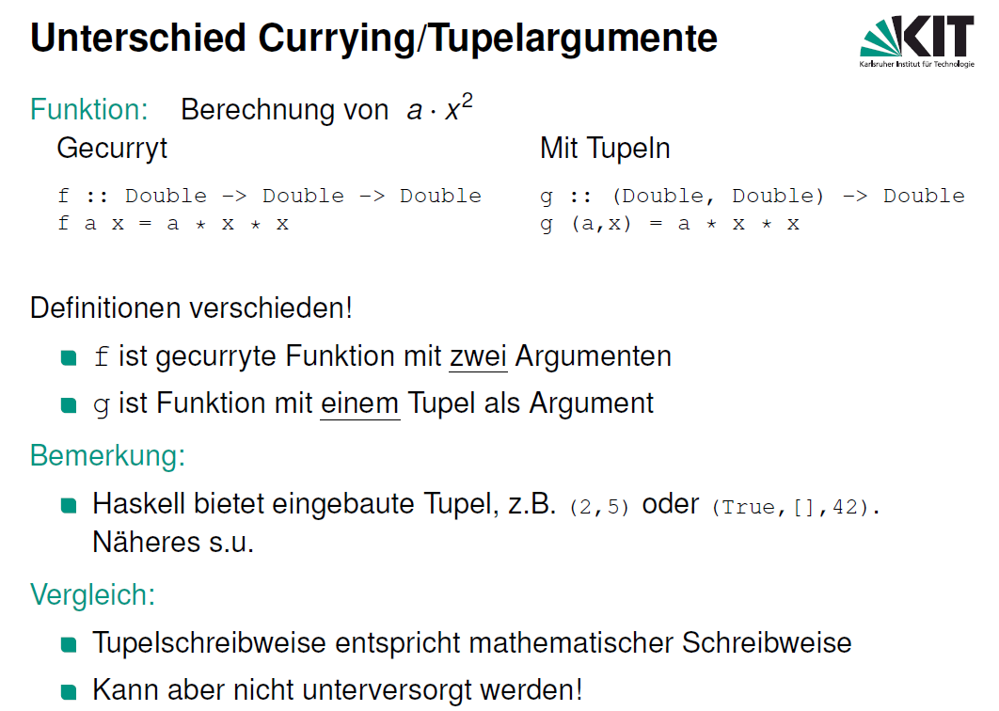 Unterschied Currying/Tupelargumente
KIT
Karlsruher Institut für Technologie
Funktion: Berechnung von a · x²
Gecurryt
f :: Double -> Double -> Double
f a x = a * x * x
Mit Tupeln
g :: (Double, Double) -> Double
g (a,x) = a * x * x
Definitionen verschieden!
f ist gecurryte Funktion mit zwei Argumenten
g ist Funktion mit einem Tupel als Argument
Bemerkung:
Haskell bietet eingebaute Tupel, z.B. (2,5) oder (True,[],42).
Näheres s.u.
Vergleich:
Tupelschreibweise entspricht mathematischer Schreibweise
Kann aber nicht unterversorgt werden!